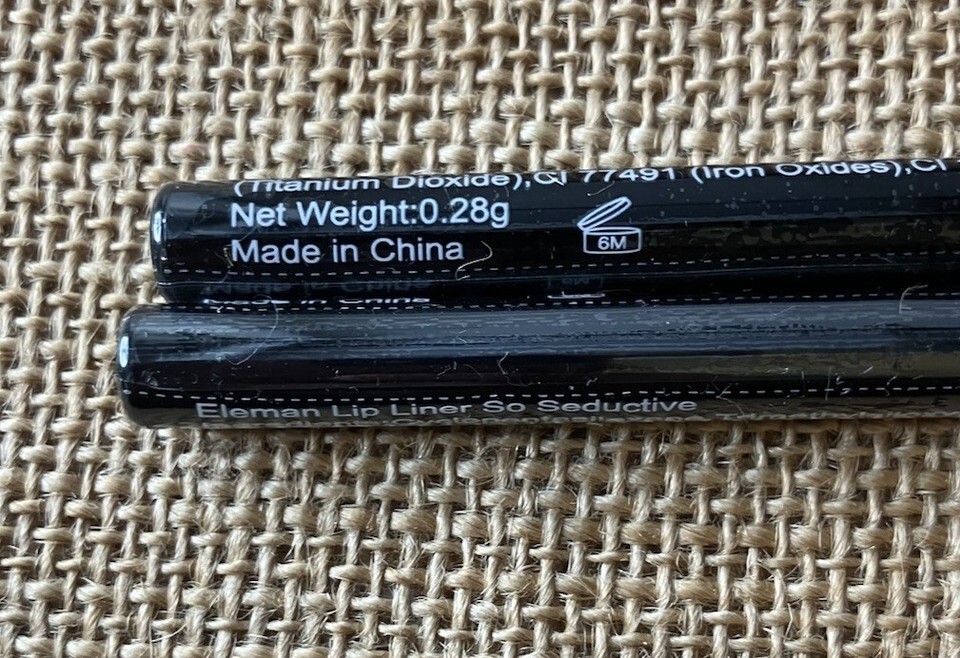 (Titanium Dioxide),CI 77491 (Iron Oxides),CI
Net Weight:0.28g
Made in China
6M
Eleman Lip Liner So Seductive